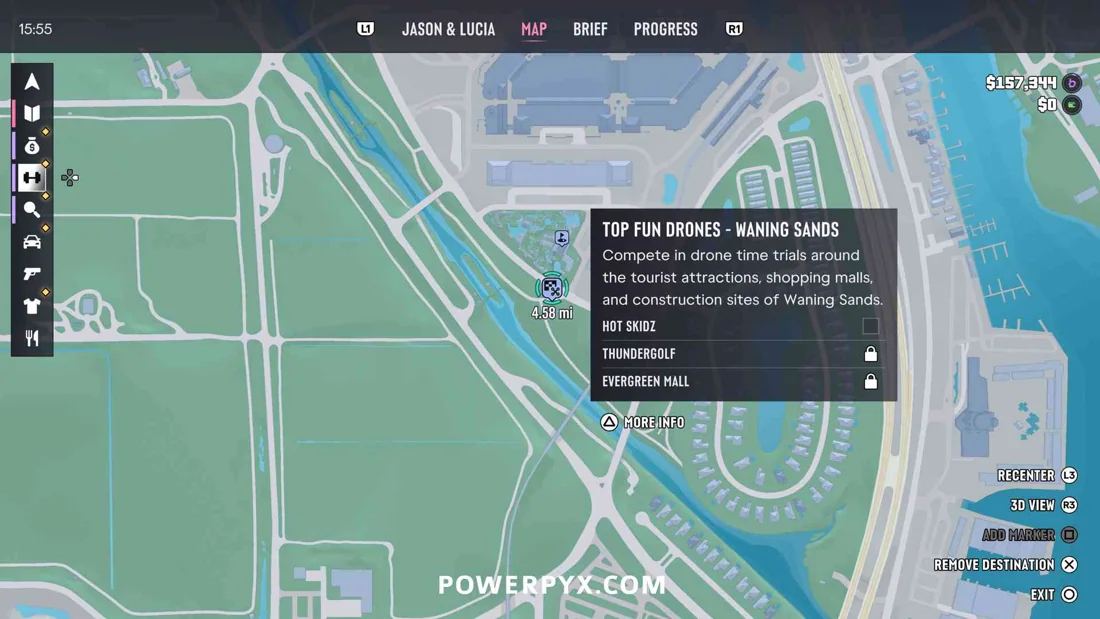 15:55
L1 JASON & LUCIA MAP BRIEF PROGRESS R1
$157,344
$0
TOP FUN DRONES - WANING SANDS
Compete in drone time trials around
the tourist attractions, shopping malls,
and construction sites of Waning Sands.
4.58 mi
HOT SKIDZ
THUNDERGOLF
EVERGREEN MALL
MORE INFO
RECENTER L3
3D VIEW R3
ADD MARKER
REMOVE DESTINATION
EXIT
POWERPYX.COM